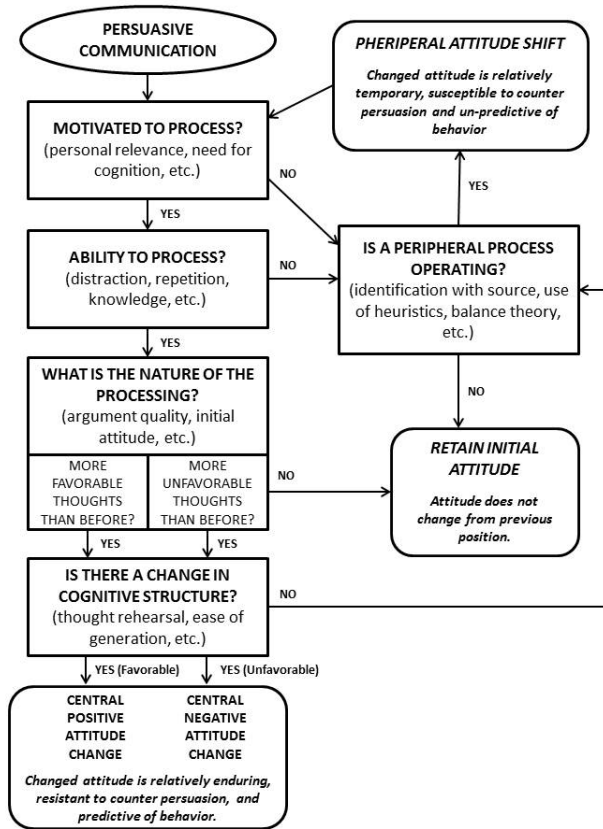 PERSUASIVE
COMMUNICATION
PHERIPERAL ATTITUDE SHIFT
Changed attitude is relatively
temporary, susceptible to counter
persuasion and un-predictive of
behavior
MOTIVATED TO PROCESS?
(personal relevance, need for
cognition, etc.)
NO
YES
YES
ABILITY TO PROCESS?
(distraction, repetition,
knowledge, etc.)
NO
IS A PERIPHERAL PROCESS
OPERATING?
(identification with source, use
of heuristics, balance theory,
etc.)
YES
NO
WHAT IS THE NATURE OF THE
PROCESSING?
(argument quality, initial
attitude, etc.)
MORE
FAVORABLE
THOUGHTS
THAN BEFORE?
MORE
UNFAVORABLE
THOUGHTS
THAN BEFORE?
NO
RETAIN INITIAL
ATTITUDE
Attitude does not
change from previous
position.
YES
YES
IS THERE A CHANGE IN
COGNITIVE STRUCTURE?
(thought rehearsal, ease of
generation, etc.)
NO
YES (Favorable)
YES (Unfavorable)
CENTRAL
POSITIVE
ATTITUDE
CHANGE
CENTRAL
NEGATIVE
ATTITUDE
CHANGE
Changed attitude is relatively enduring,
resistant to counter persuasion, and
predictive of behavior.